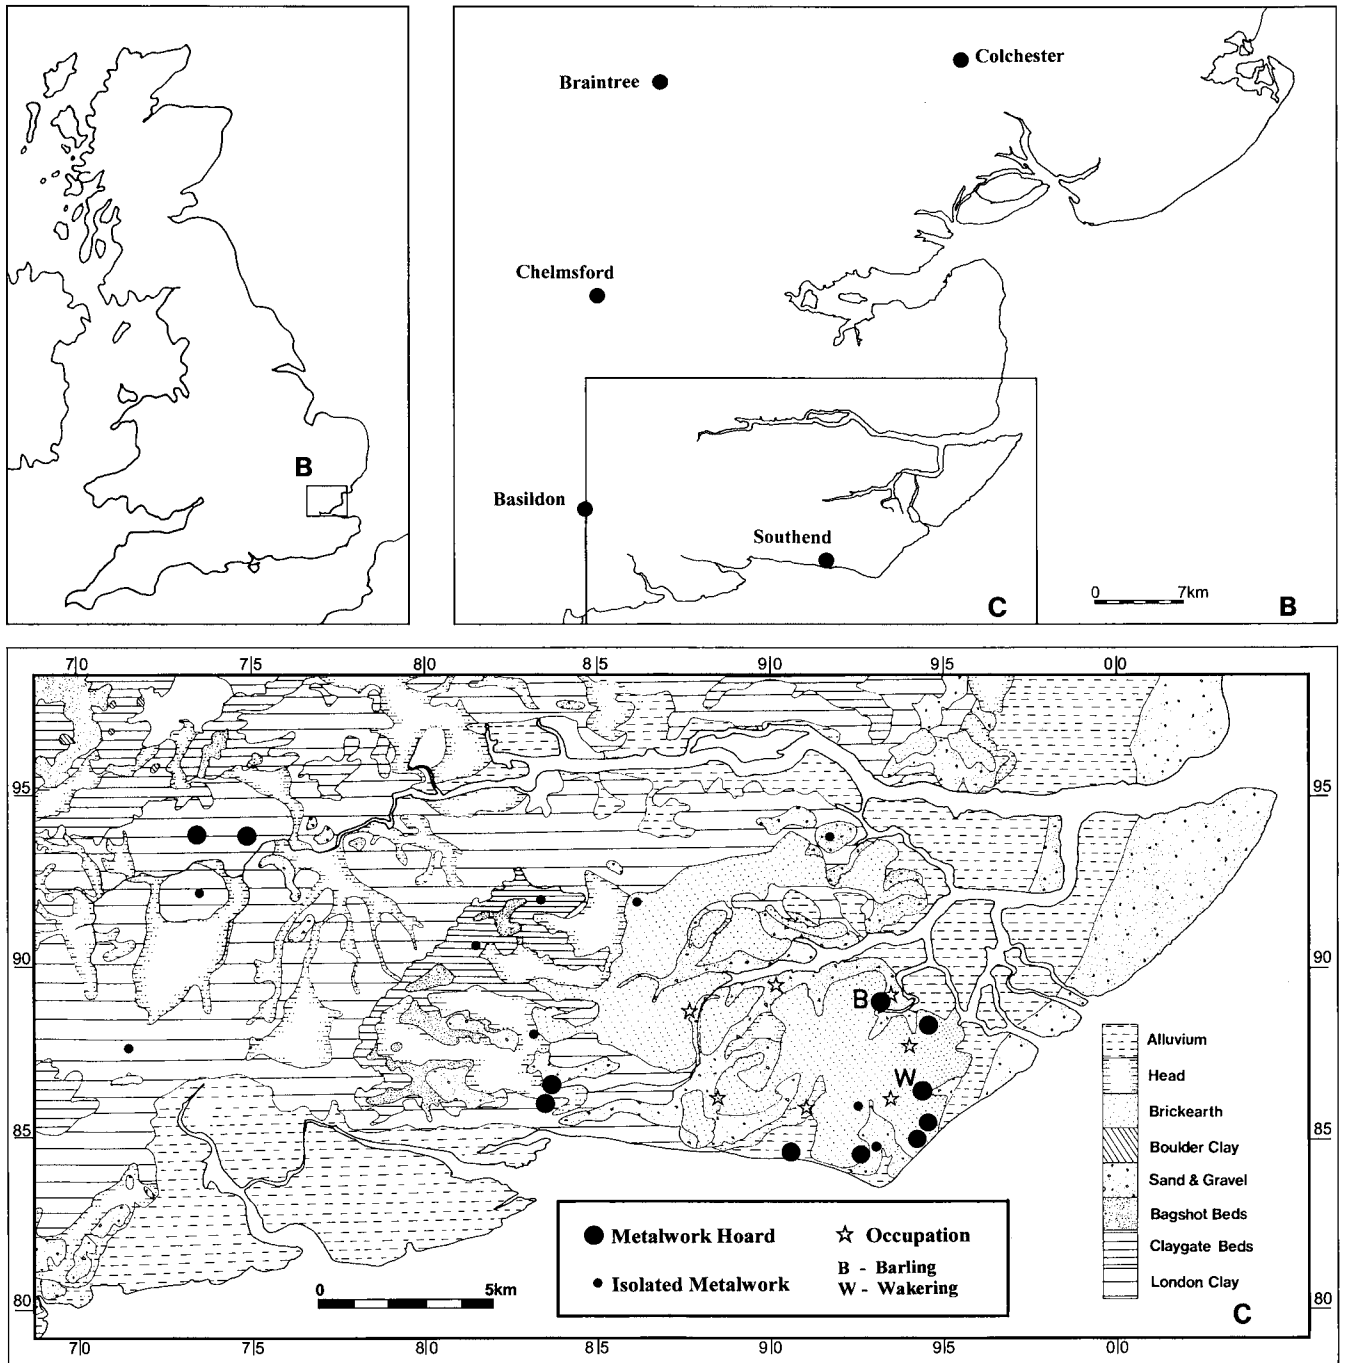 B
Colchester
Braintree
Chelmsford
Basildon
Southend
0 7km
C B
7|0 7|5 8|0 8|5 9|0 9|5 0|0
95 95
90 90
B
W
85 85
80 80
Alluvium
Head
Brickearth
Boulder Clay
Sand & Gravel
Bagshot Beds
Claygate Beds
London Clay
C
Metalwork Hoard
Isolated Metalwork
Occupation
B - Barling
W - Wakering
0 5km
7|0 7|5 8|0 8|5 9|0 9|5 0|0